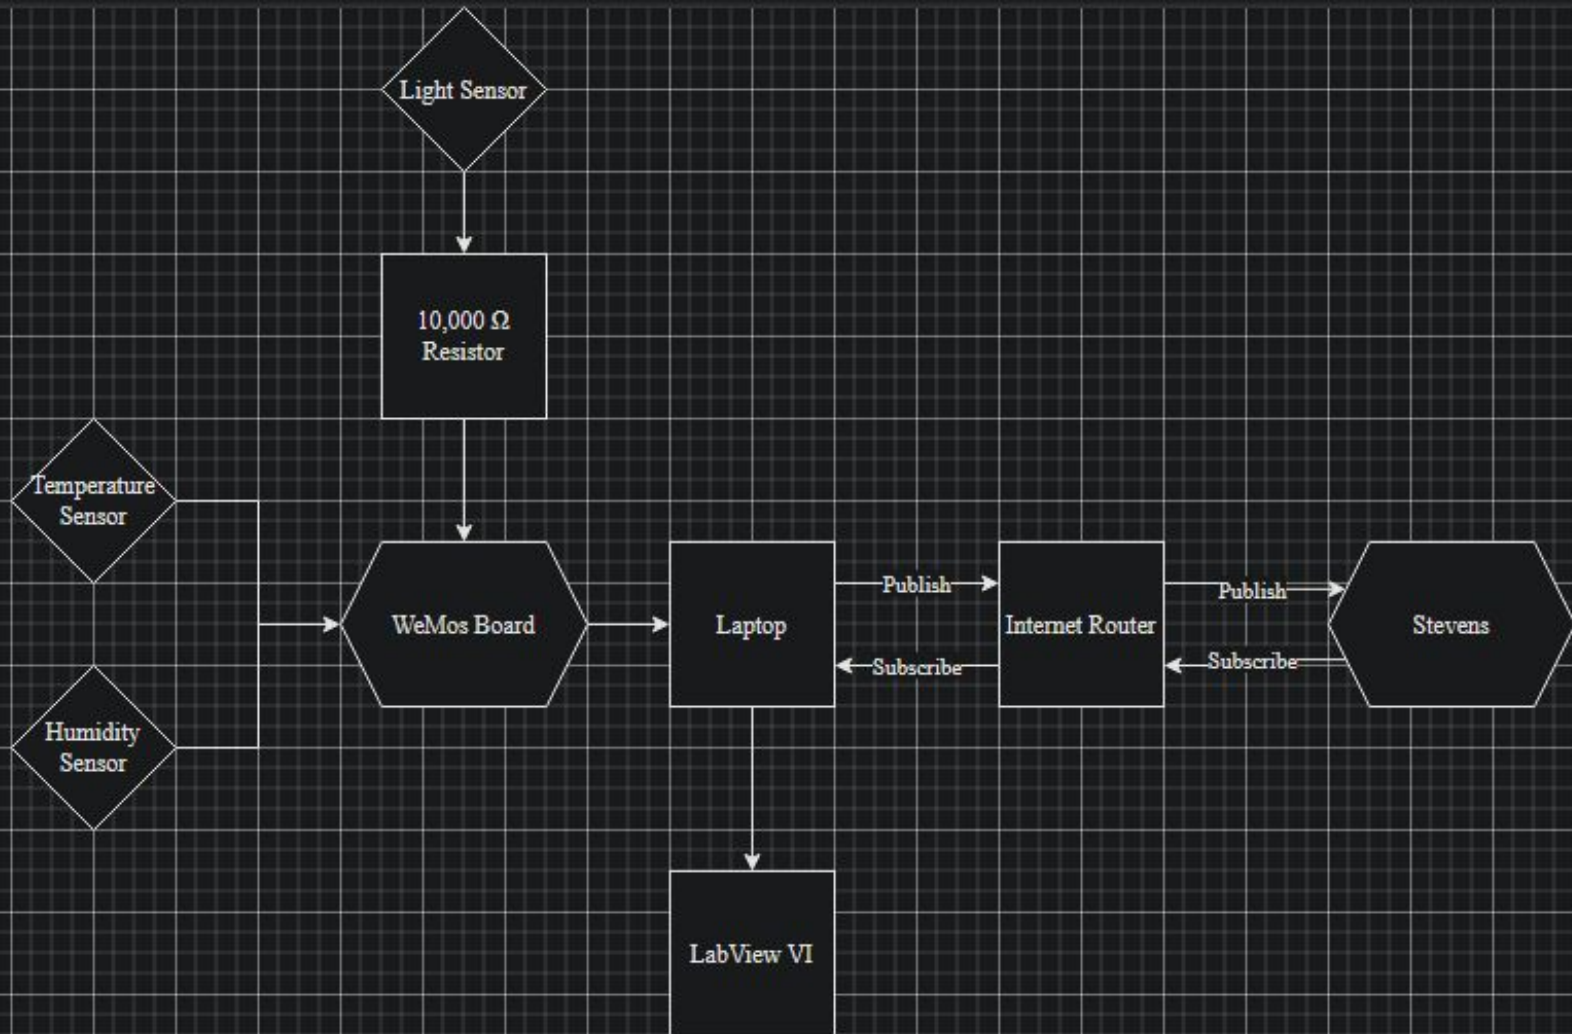 Light Sensor
10,000 Ω
Resistor
Temperature
Sensor
WeMos Board
Laptop
Publish
Subscribe
Internet Router
Publish
Subscribe
Stevens
Humidity
Sensor
LabView VI